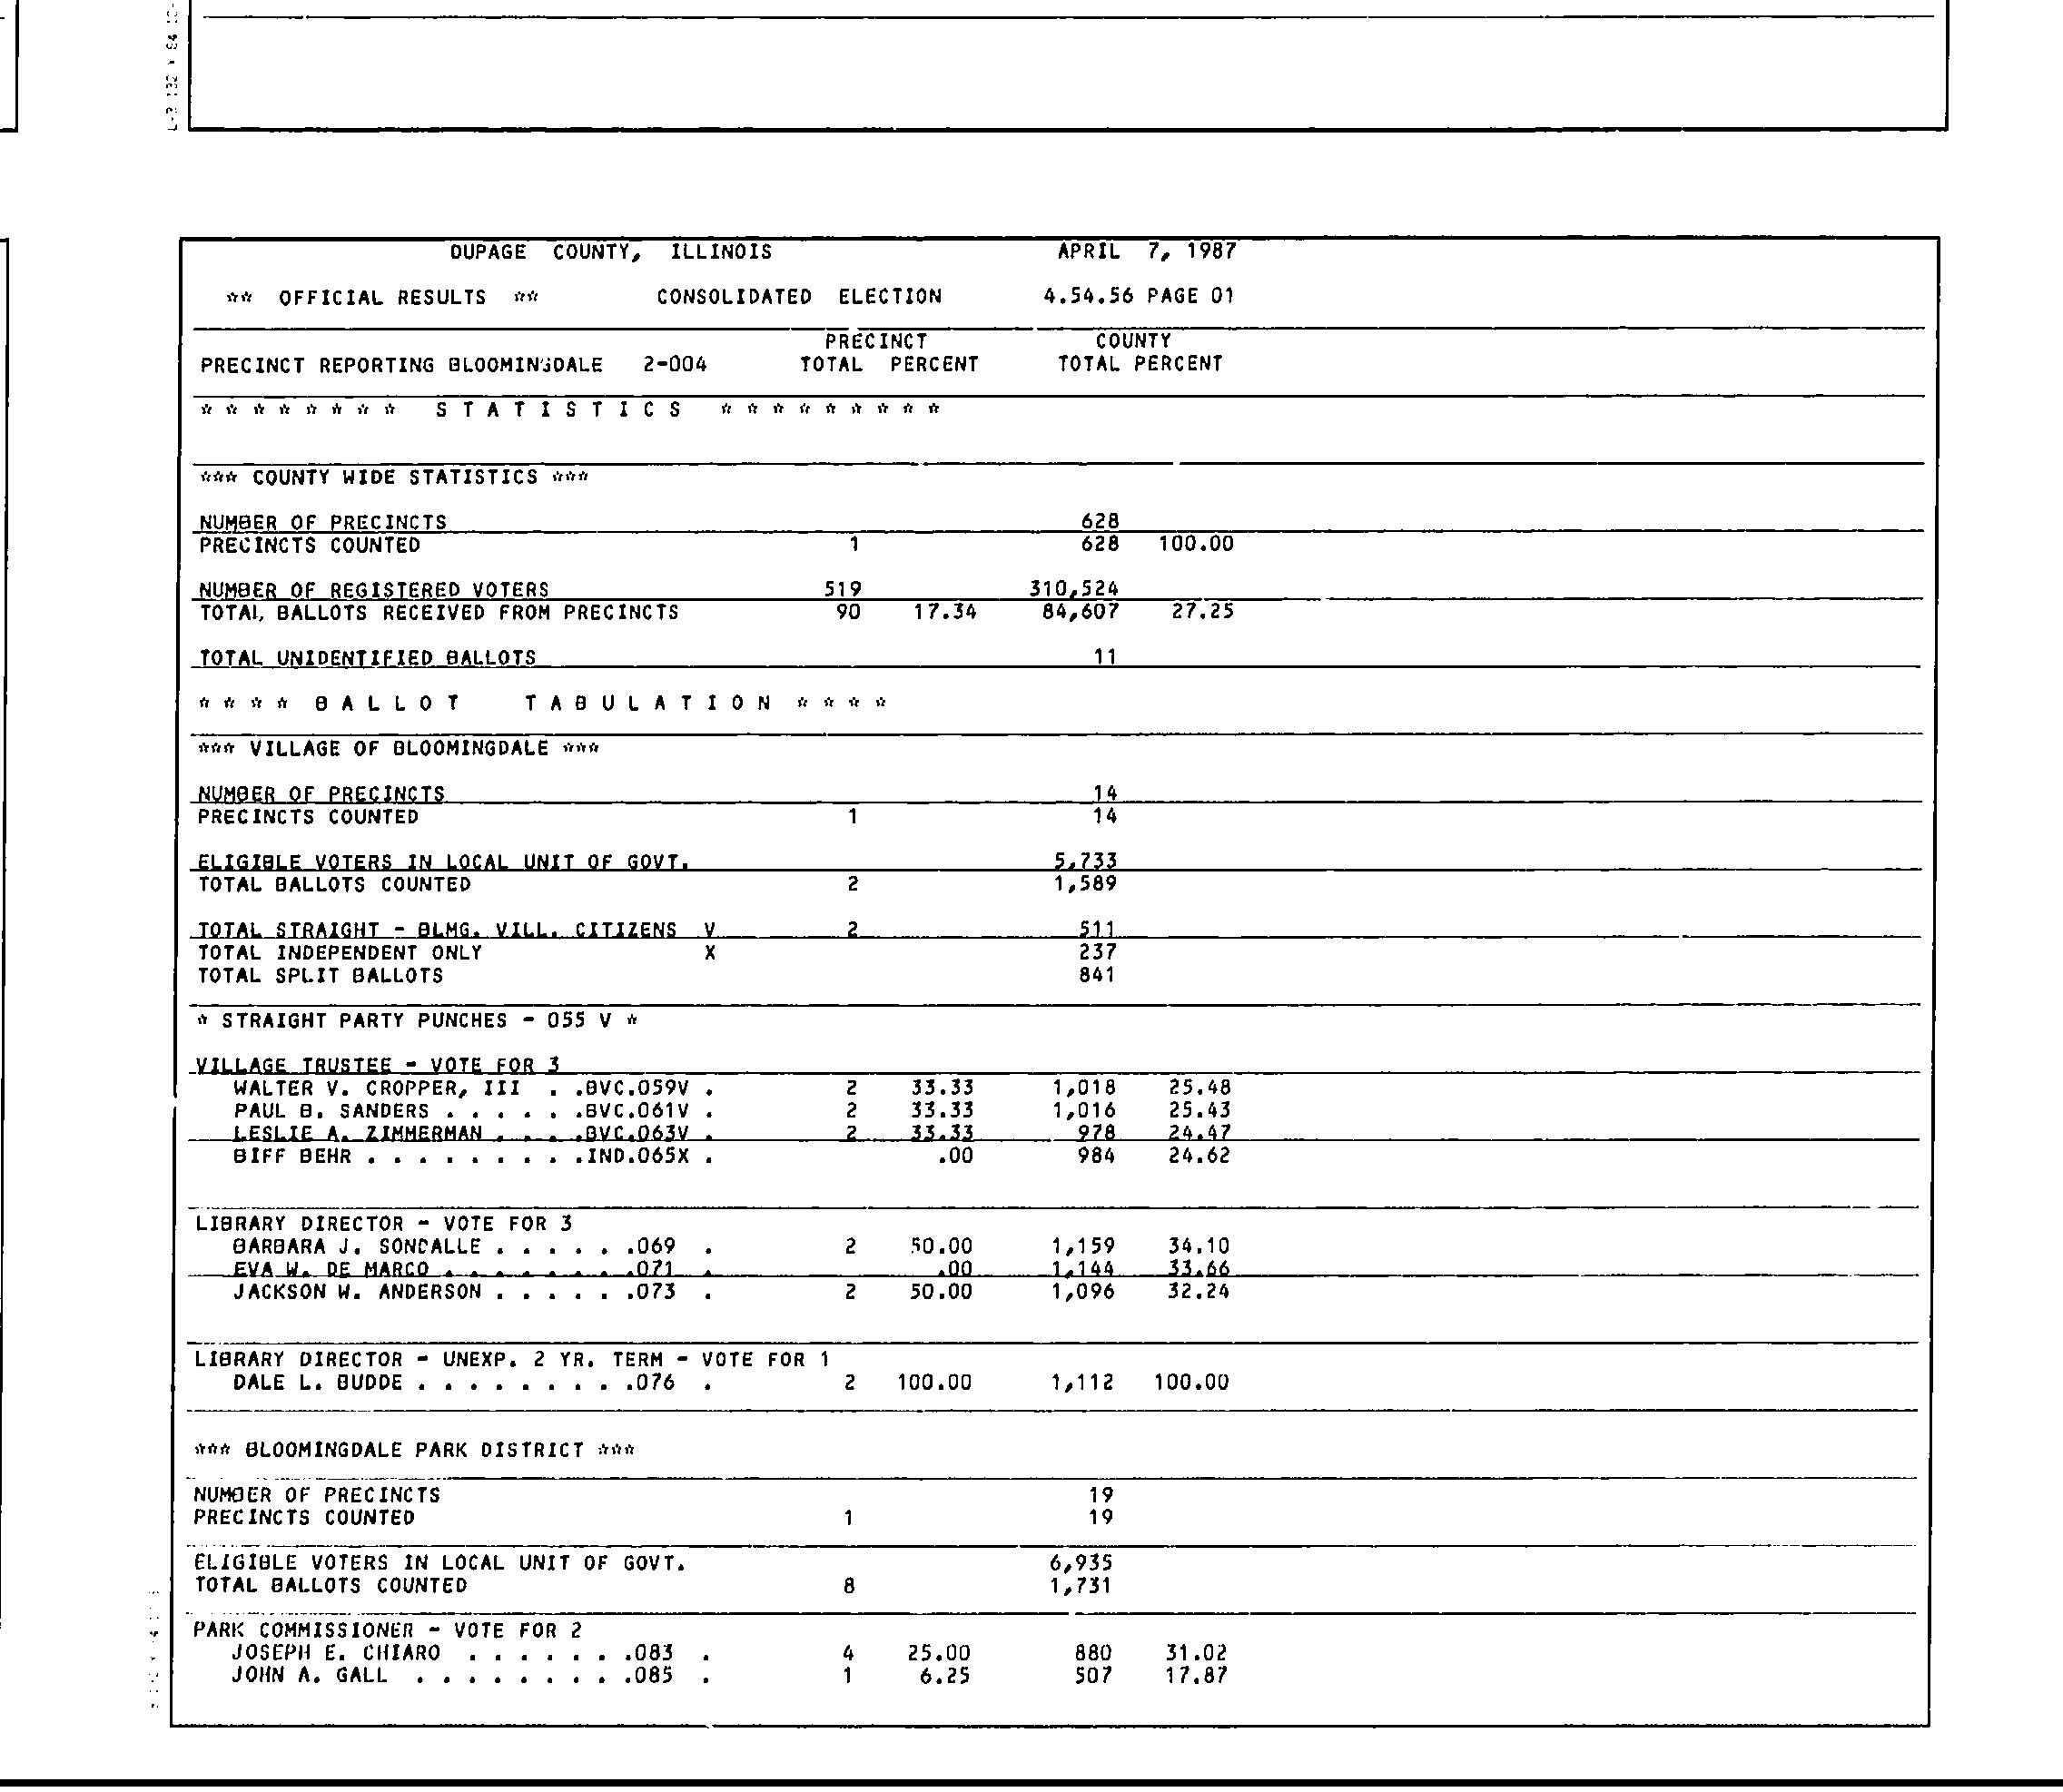 DUPAGE COUNTY, ILLINOIS APRIL 7, 1987
** OFFICIAL RESULTS ** CONSOLIDATED ELECTION 4.54.56 PAGE 01
PRECINCT COUNTY
PRECINCT REPORTING BLOOMINGDALE 2-004 TOTAL PERCENT TOTAL PERCENT
* * * * * * * * S T A T I S T I C S * * * * * * * * *
*** COUNTY WIDE STATISTICS ***
NUMBER OF PRECINCTS 628
PRECINCTS COUNTED 1 628 100.00
NUMBER OF REGISTERED VOTERS 519 310,524
TOTAL BALLOTS RECEIVED FROM PRECINCTS 90 17.34 84,607 27.25
TOTAL UNIDENTIFIED BALLOTS 11
* * * * B A L L O T T A B U L A T I O N * * * *
*** VILLAGE OF BLOOMINGDALE ***
NUMBER OF PRECINCTS 14
PRECINCTS COUNTED 1 14
ELIGIBLE VOTERS IN LOCAL UNIT OF GOVT. 5,733
TOTAL BALLOTS COUNTED 2 1,589
TOTAL STRAIGHT - BLMG. VILL. CITIZENS V 2 511
TOTAL INDEPENDENT ONLY X 237
TOTAL SPLIT BALLOTS 841
* STRAIGHT PARTY PUNCHES - 055 V *
VILLAGE TRUSTEE - VOTE FOR 3
WALTER V. CROPPER, III . .BVC.059V . 2 33.33 1,018 25.48
PAUL B. SANDERS . . . . . .BVC.061V . 2 33.33 1,016 25.43
LESLIE A. ZIMMERMAN . . . .BVC.063V . 2 33.33 978 24.47
BIFF BEHR . . . . . . . . .IND.065X . .00 984 24.62
LIBRARY DIRECTOR - VOTE FOR 3
BARBARA J. SONDALLE . . . . . .069 . 2 50.00 1,159 34.10
EVA W. DE MARCO . . . . . . . .071 . .00 1,144 33.66
JACKSON W. ANDERSON . . . . . .073 . 2 50.00 1,096 32.24
LIBRARY DIRECTOR - UNEXP. 2 YR. TERM - VOTE FOR 1
DALE L. BUDDE . . . . . . . . .076 . 2 100.00 1,112 100.00
*** BLOOMINGDALE PARK DISTRICT ***
NUMBER OF PRECINCTS 19
PRECINCTS COUNTED 1 19
ELIGIBLE VOTERS IN LOCAL UNIT OF GOVT. 6,935
TOTAL BALLOTS COUNTED 8 1,731
PARK COMMISSIONER - VOTE FOR 2
JOSEPH E. CHIARO . . . . . . .083 . 4 25.00 880 31.02
JOHN A. GALL . . . . . . . . .085 . 1 6.25 507 17.87